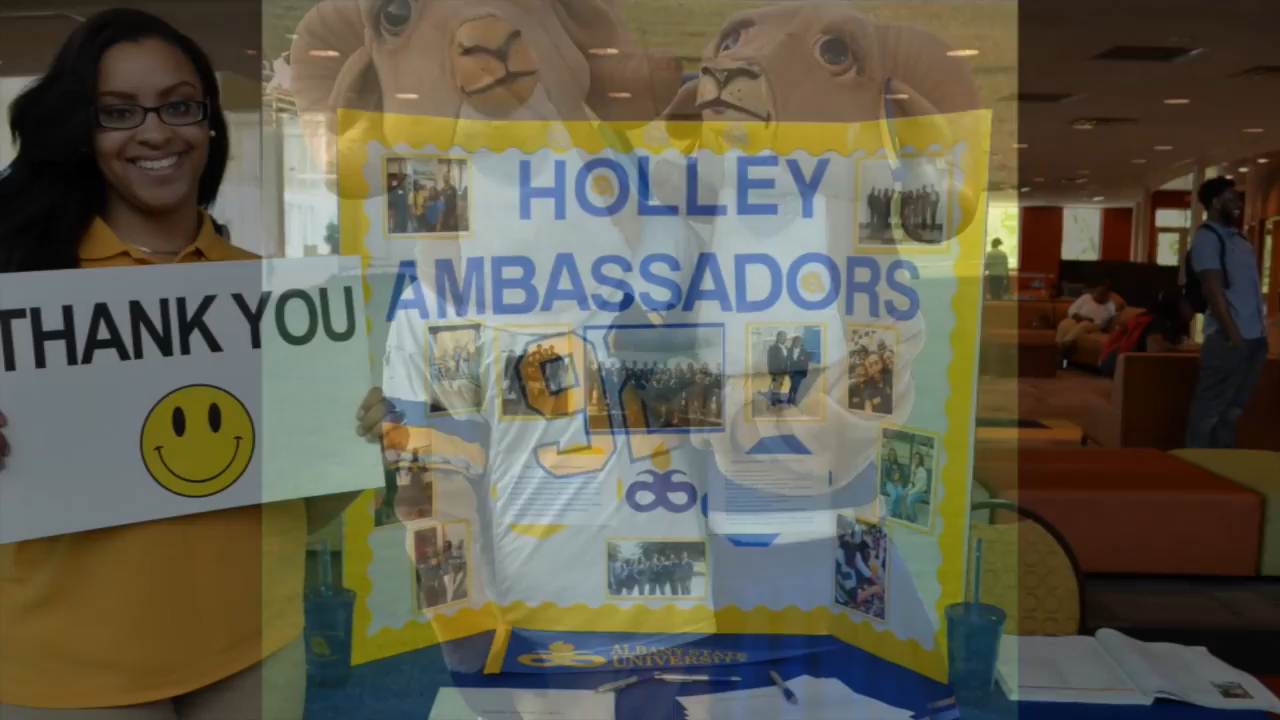 HOLLEY
AMBASSADORS
THANK YOU
ALBANY STATE
UNIVERSITY